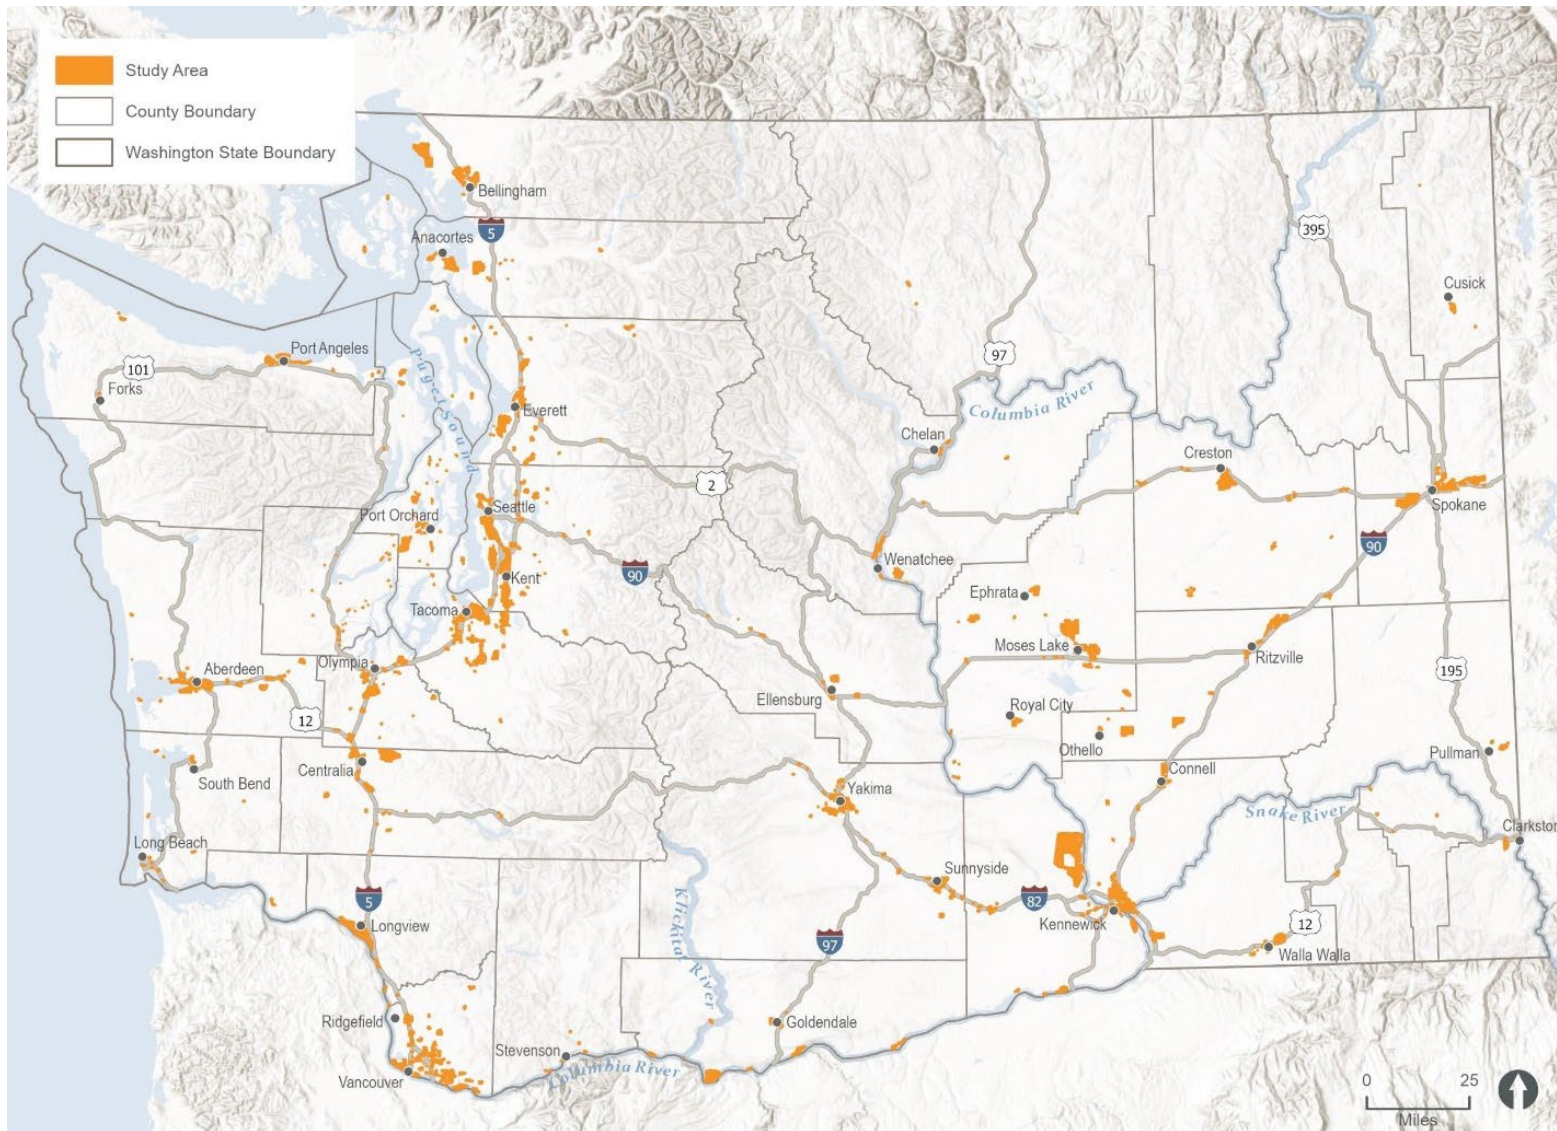 Study Area
County Boundary
Washington State Boundary
Bellingham
5
Anacortes
395
Cusick
Port Angeles
101
Forks
97
Puget Sound
Columbia River
Everett
Chelan
Creston
2
Seattle
Port Orchard
Spokane
90
Wenatchee
90
Kent
Ephrata
Tacoma
Moses Lake
Ritzville
Olympia
Aberdeen
195
Ellensburg
Royal City
12
Othello
Pullman
Centralia
Connell
South Bend
Yakima
Snake River
Long Beach
Clarkston
Sunnyside
5
82
Klickitat River
Longview
Kennewick
12
97
Walla Walla
Ridgefield
Goldendale
Stevenson
Columbia River
Vancouver
0 25
Miles